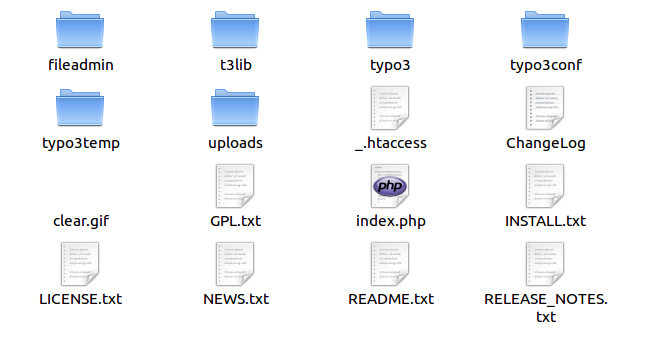 fileadmin
t3lib
typo3
typo3conf
typo3temp
uploads
_.htaccess
ChangeLog
clear.gif
GPL.txt
php
index.php
INSTALL.txt
LICENSE.txt
NEWS.txt
README.txt
RELEASE_NOTES.
txt